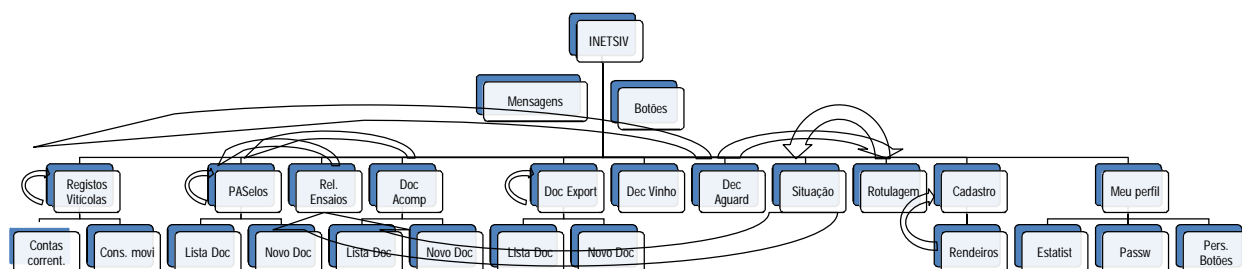 INETSIV
Mensagens
Botões
Registos
Vitícolas
PASelos
Rel.
Ensaios
Doc
Acomp
Doc Export
Dec Vinho
Dec
Aguard
Situação
Rotulagem
Cadastro
Meu perfil
Contas
corrent.
Cons. movi
Lista Doc
Novo Doc
Lista Doc
Novo Doc
Lista Doc
Novo Doc
Rendeiros
Estatist
Passw
Pers.
Botões